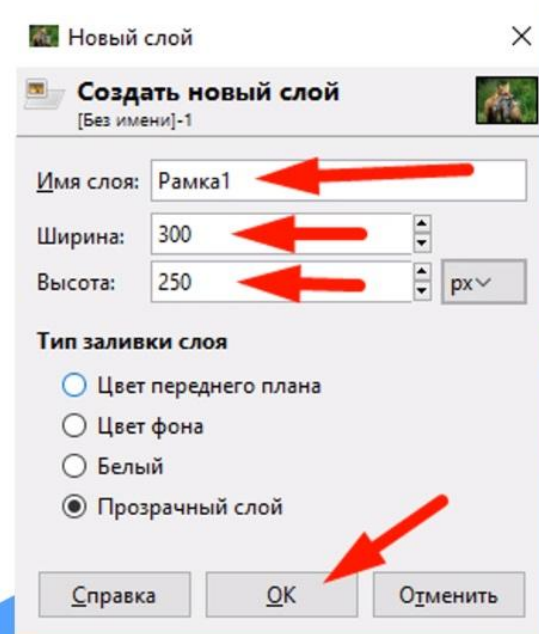 Новый слой
Создать новый слой
[Без имени]-1
Имя слоя: Рамка1
Ширина: 300
Высота: 250 px
Тип заливки слоя
Цвет переднего плана
Цвет фона
Белый
Прозрачный слой
Справка OK Отменить